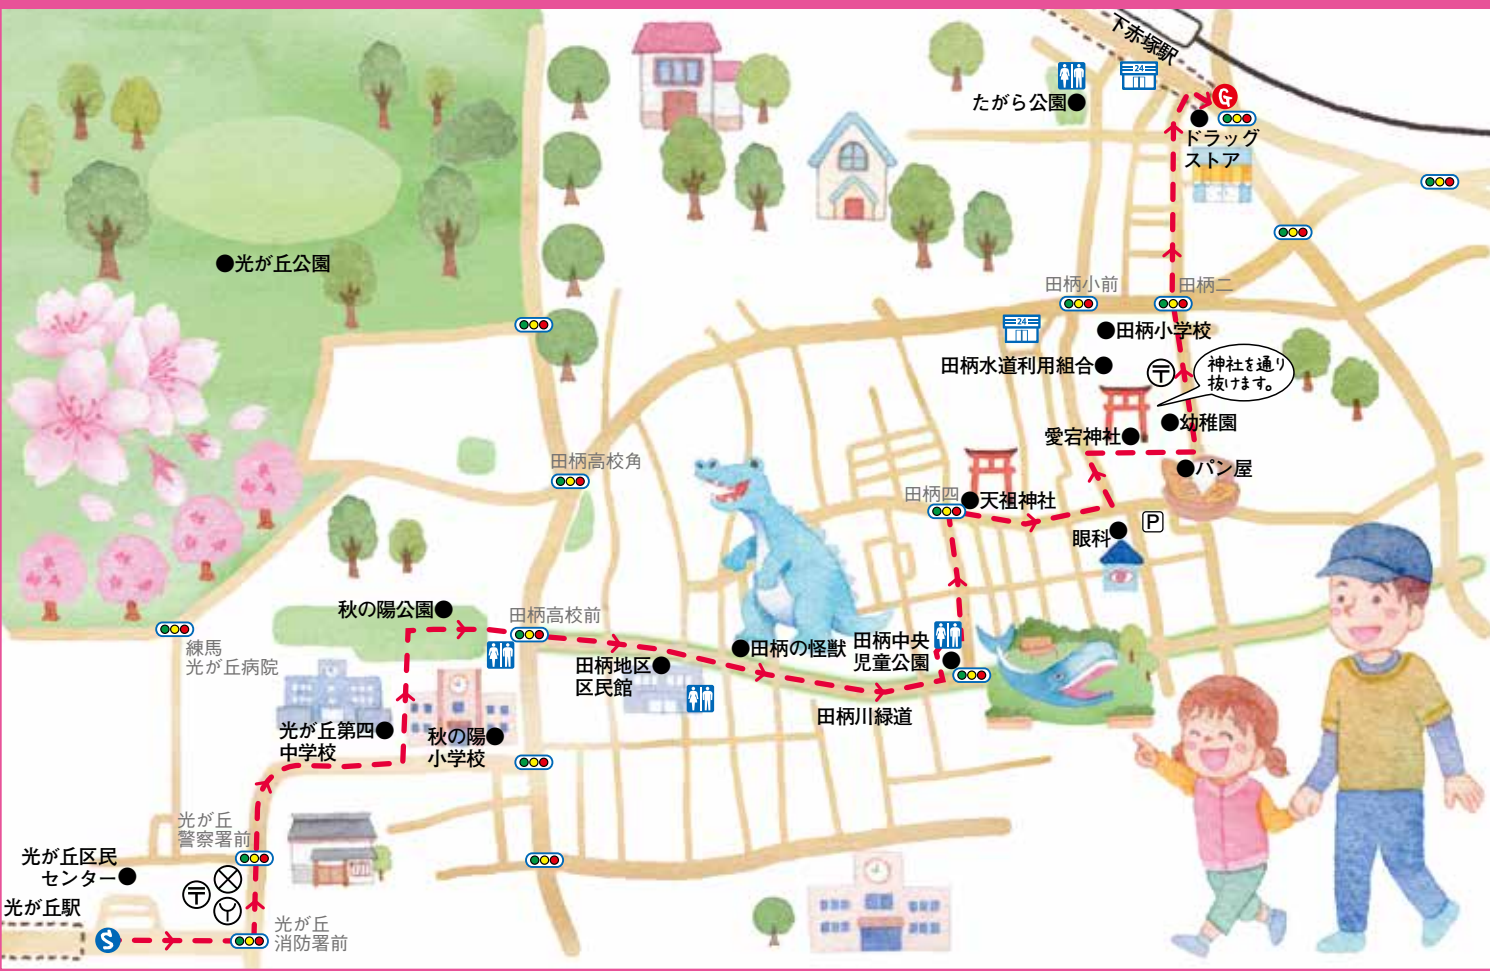 下赤塚駅
24
G
たがら公園
ドラッグ
ストア
光が丘公園
田柄小前
田柄二
24
田柄小学校
田柄水道利用組合
神社を通り
抜けます。
幼稚園
愛宕神社
パン屋
田柄高校角
田柄四
天祖神社
眼科
P
秋の陽公園
田柄高校前
練馬
光が丘病院
田柄地区
区民館
田柄の怪獣
田柄中央
児童公園
田柄川緑道
光が丘第四
中学校
秋の陽
小学校
光が丘
警察署前
光が丘区民
センター
光が丘駅
S
光が丘
消防署前